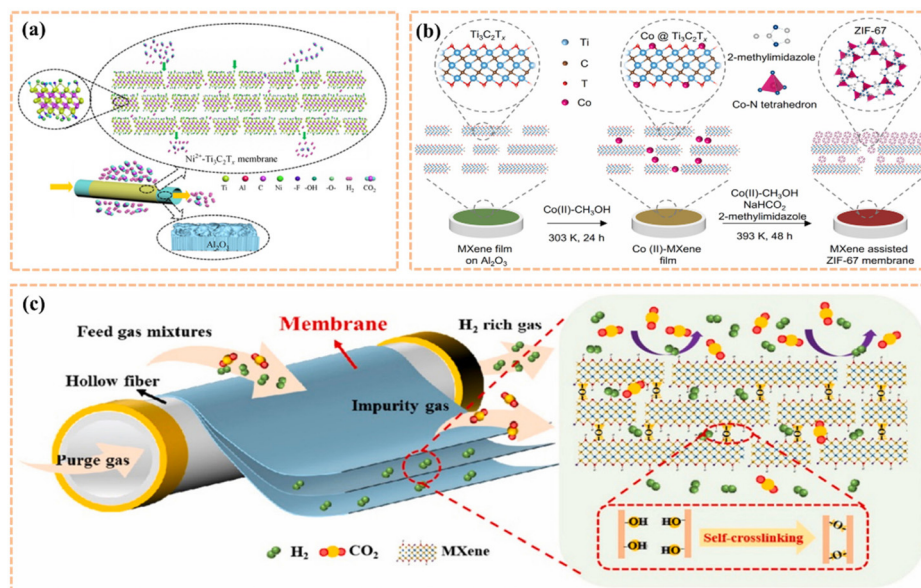 (a)
Ni²⁺-Ti₃C₂Tₓ membrane
Ti Al C Ni -F -OH -O- H₂ CO₂
Al₂O₃
(b)
Ti₃C₂Tₓ
Co @ Ti₃C₂Tₓ
ZIF-67
Ti
C
T
Co
2-methylimidazole
Co-N tetrahedron
Co(II)-CH₃OH
303 K, 24 h
Co(II)-CH₃OH
NaHCO₂
2-methylimidazole
393 K, 48 h
MXene film
on Al₂O₃
Co (II)-MXene
film
MXene assisted
ZIF-67 membrane
(c)
Feed gas mixtures
Membrane
H₂ rich gas
Hollow fiber
Impurity gas
Purge gas
H₂ CO₂ MXene
-OH HO-
-OH HO-
Self-crosslinking
-O-
-O-